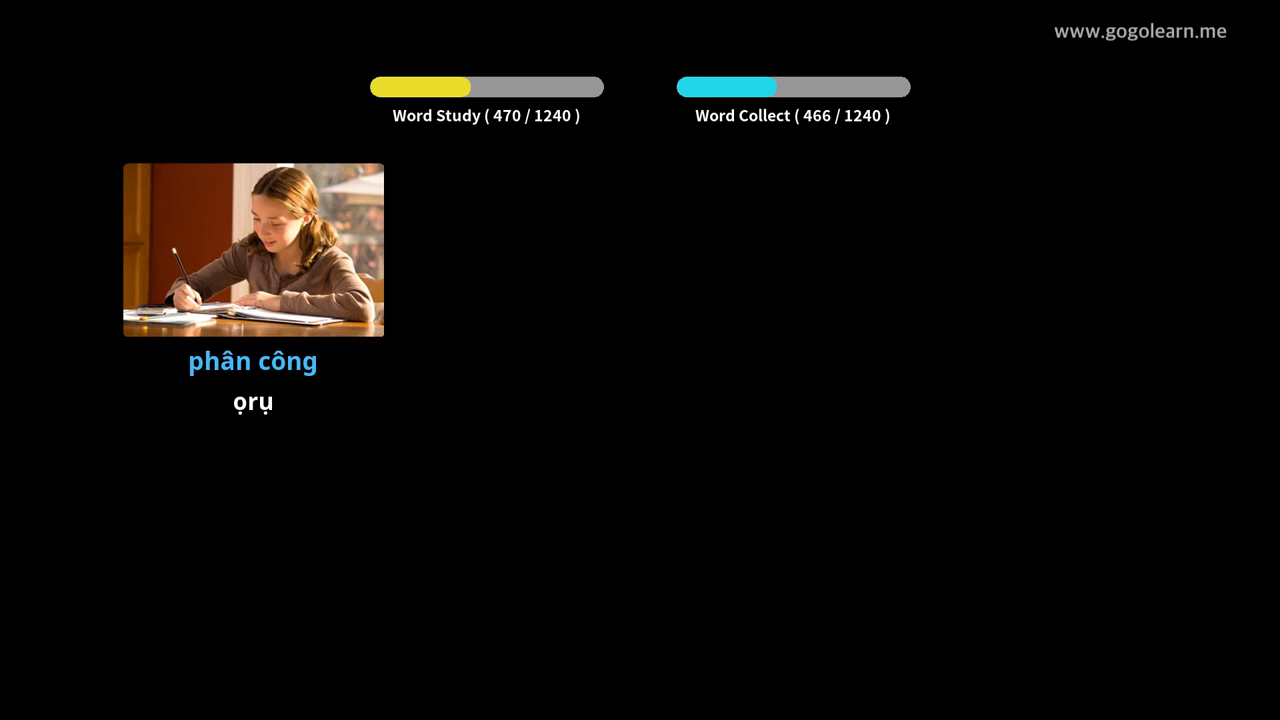 www.gogolearn.me
Word Study ( 470 / 1240 )
Word Collect ( 466 / 1240 )
phân công
ọrụ